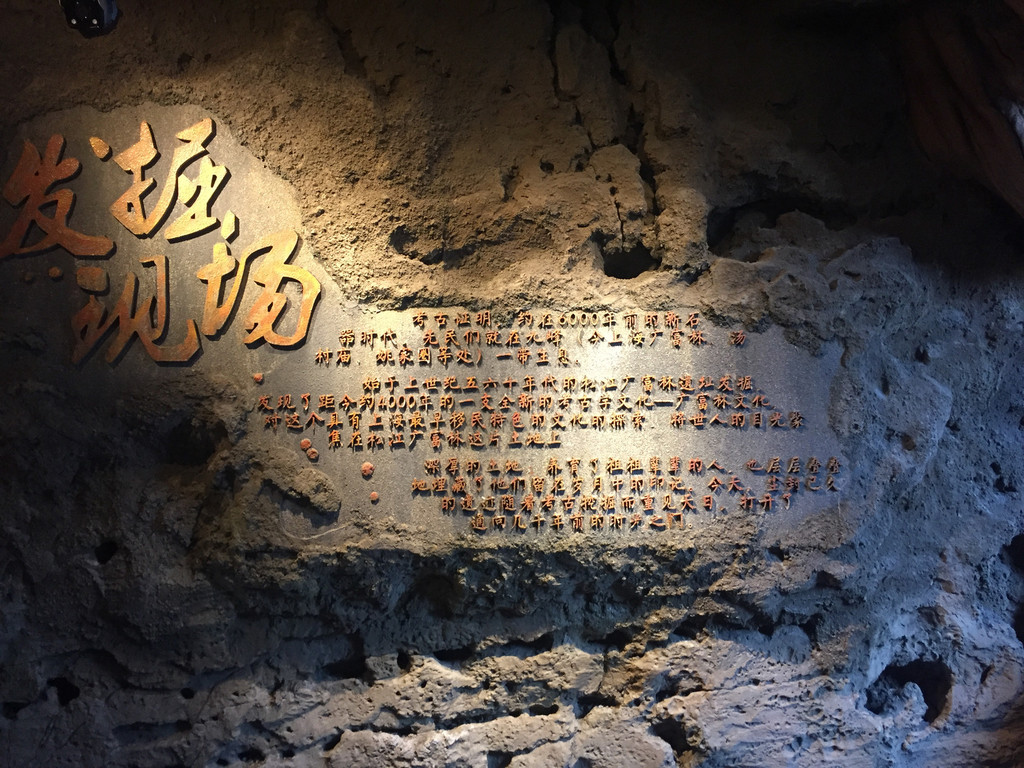 发掘
现场
考古证明,约在6000年前的新石
器时代,先民们就在九峰(今上海广富林、汤
村庙、姚家圈等处)一带生息。
始于上世纪五六十年代的松江广富林遗址发掘,
发现了距今约4000年的一支全新的考古学文化—广富林文化
对这个具有上海最早移民特色的文化的探索,将世人的目光聚
焦在松江广富林这片土地上
深厚的土地,养育了祖祖辈辈的人,也层层叠叠
地埋藏了他们留在岁月中的印记。今天,尘封已久
的遗迹随着考古挖掘而重见天日,打开了
通向几千年前的时光之门。